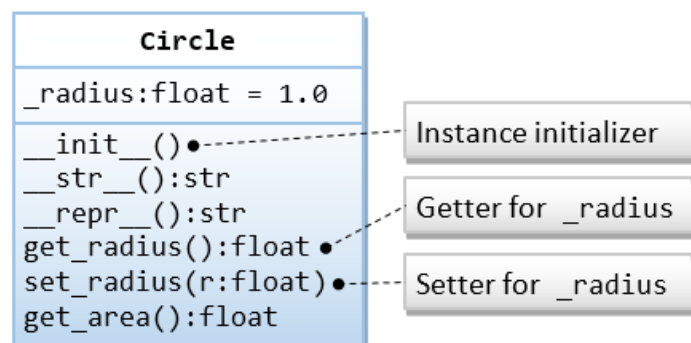 Circle
_radius:float = 1.0
__init__()
__str__():str
__repr__():str
get_radius():float
set_radius(r:float)
get_area():float
Instance initializer
Getter for _radius
Setter for _radius